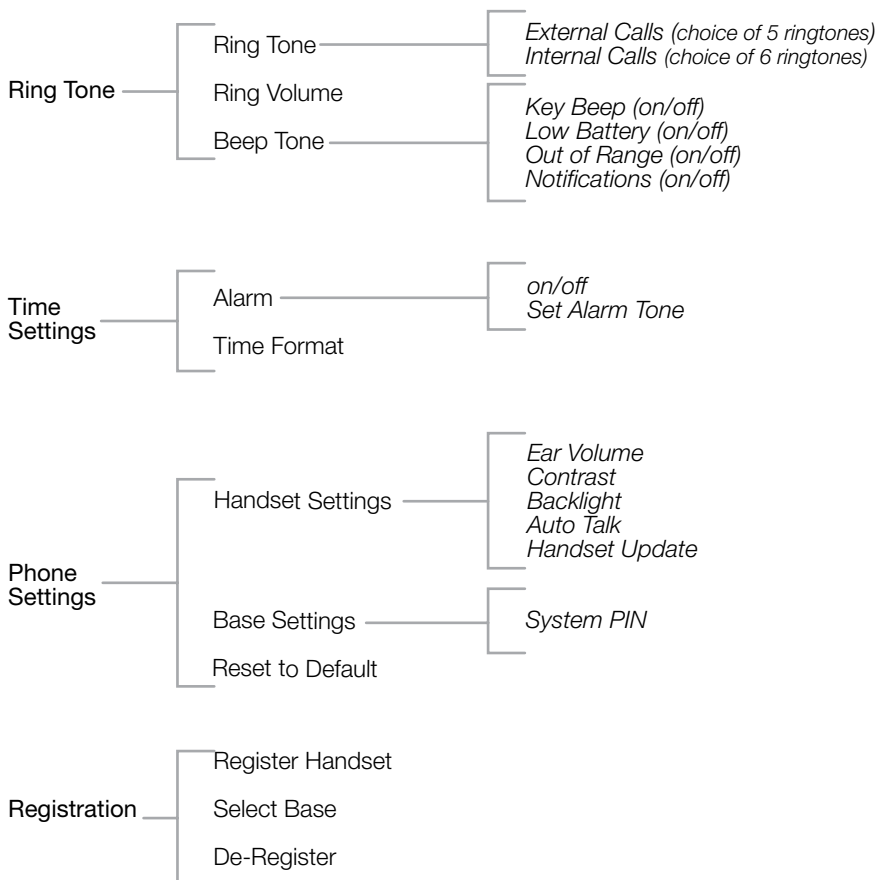 Ring Tone
Ring Tone
External Calls (choice of 5 ringtones)
Internal Calls (choice of 6 ringtones)
Ring Volume
Beep Tone
Key Beep (on/off)
Low Battery (on/off)
Out of Range (on/off)
Notifications (on/off)
Time
Settings
Alarm
on/off
Set Alarm Tone
Time Format
Phone
Settings
Handset Settings
Ear Volume
Contrast
Backlight
Auto Talk
Handset Update
Base Settings
System PIN
Reset to Default
Registration
Register Handset
Select Base
De-Register